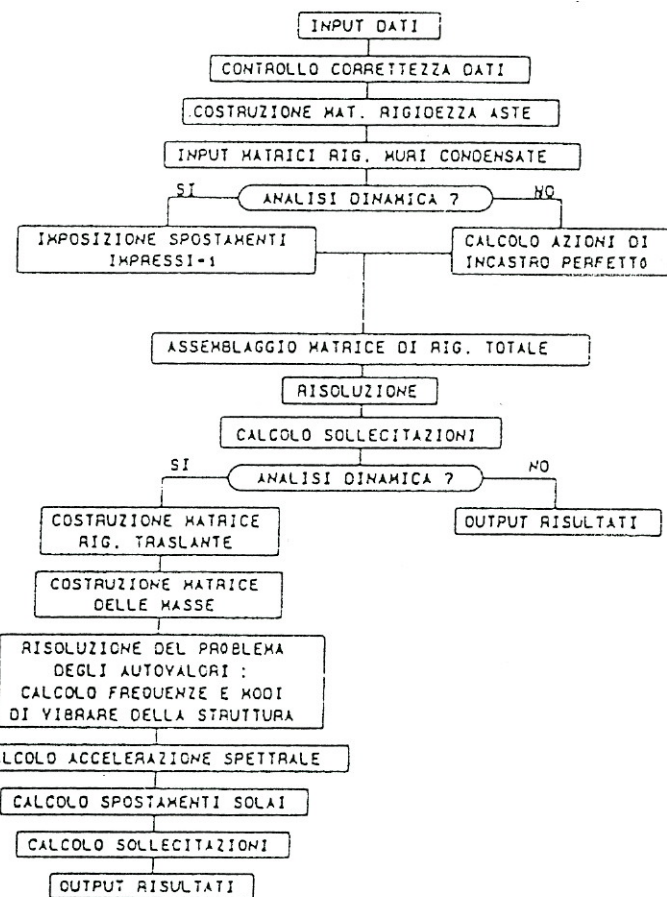 INPUT DATI
CONTROLLO CORRETTEZZA DATI
COSTRUZIONE MAT. RIGIDEZZA ASTE
INPUT MATRICI RIG. MURI CONDENSATE
SI
ANALISI DINAMICA ?
NO
IMPOSIZIONE SPOSTAMENTI
IMPRESSI=1
CALCOLO AZIONI DI
INCASTRO PERFETTO
ASSEMBLAGGIO MATRICE DI RIG. TOTALE
RISOLUZIONE
CALCOLO SOLLECITAZIONI
SI
ANALISI DINAMICA ?
NO
COSTRUZIONE MATRICE
RIG. TRASLANTE
OUTPUT RISULTATI
COSTRUZIONE MATRICE
DELLE MASSE
RISOLUZIONE DEL PROBLEMA
DEGLI AUTOVALORI :
CALCOLO FREQUENZE E MODI
DI VIBRARE DELLA STRUTTURA
ALCOLO ACCELERAZIONE SPETTRALE
CALCOLO SPOSTAMENTI SOLAI
CALCOLO SOLLECITAZIONI
OUTPUT RISULTATI